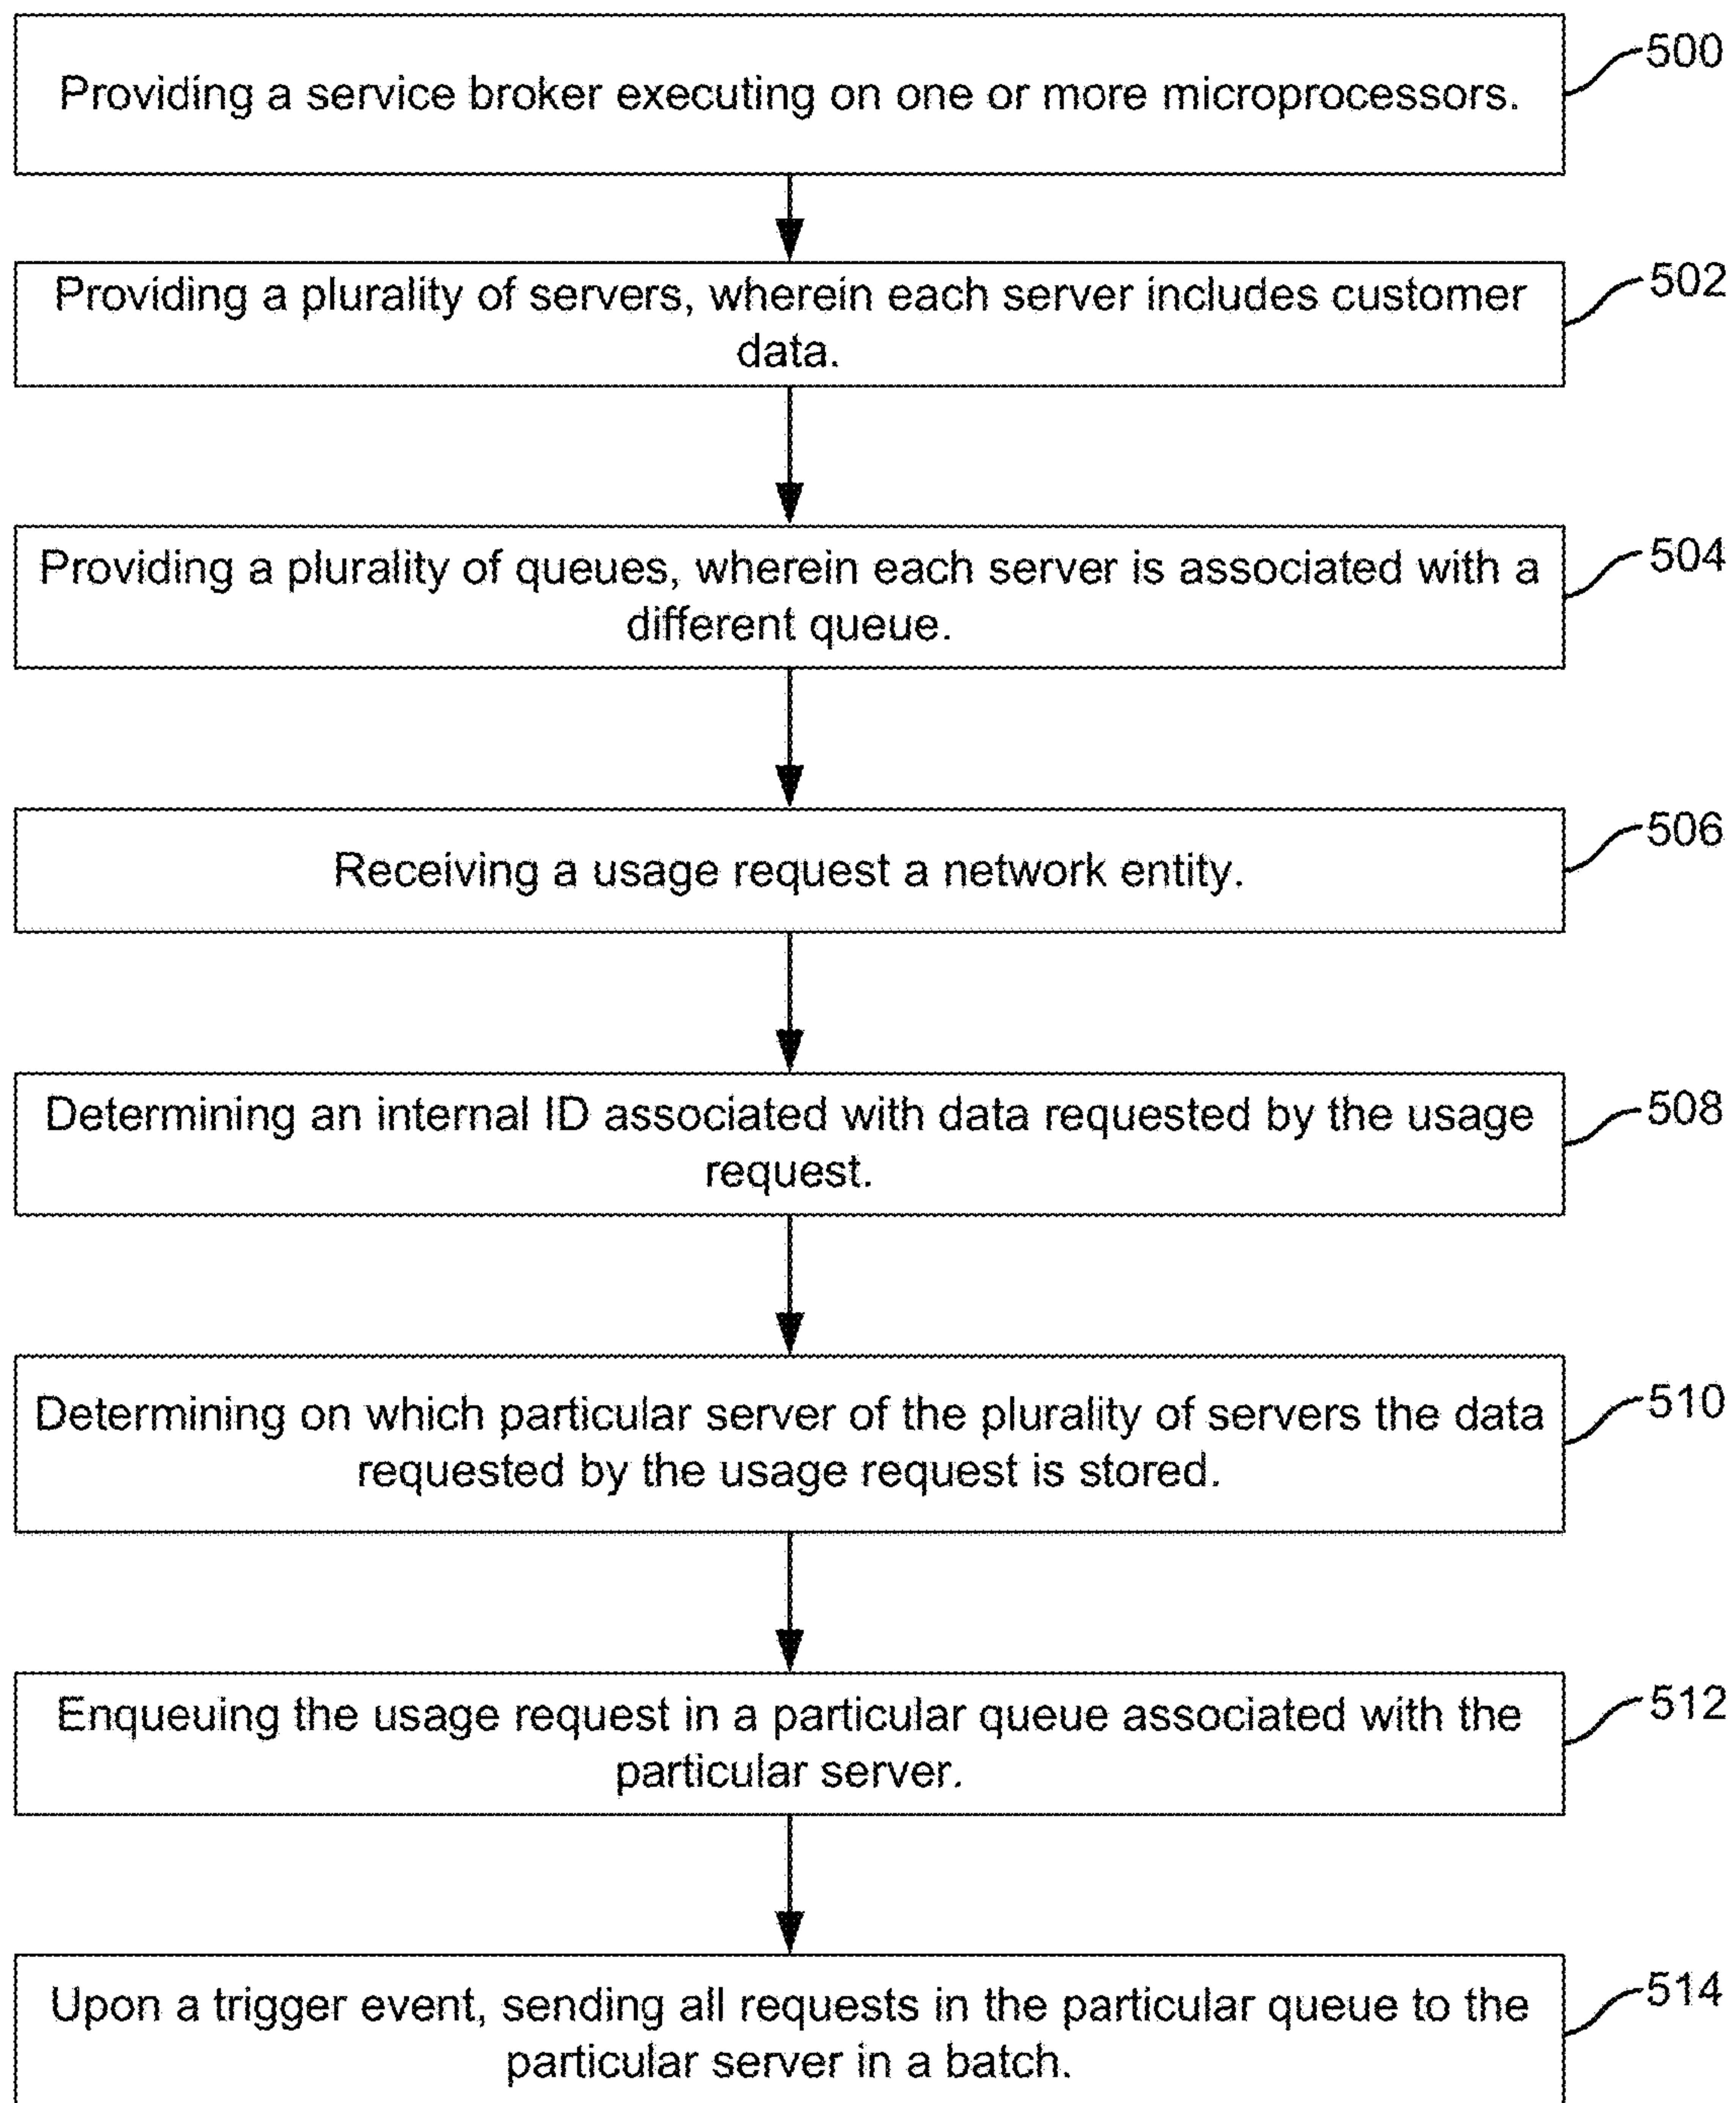 500
Providing a service broker executing on one or more microprocessors.
502
Providing a plurality of servers, wherein each server includes customer
data.
504
Providing a plurality of queues, wherein each server is associated with a
different queue.
506
Receiving a usage request a network entity.
508
Determining an internal ID associated with data requested by the usage
request.
510
Determining on which particular server of the plurality of servers the data
requested by the usage request is stored.
512
Enqueuing the usage request in a particular queue associated with the
particular server.
514
Upon a trigger event, sending all requests in the particular queue to the
particular server in a batch.